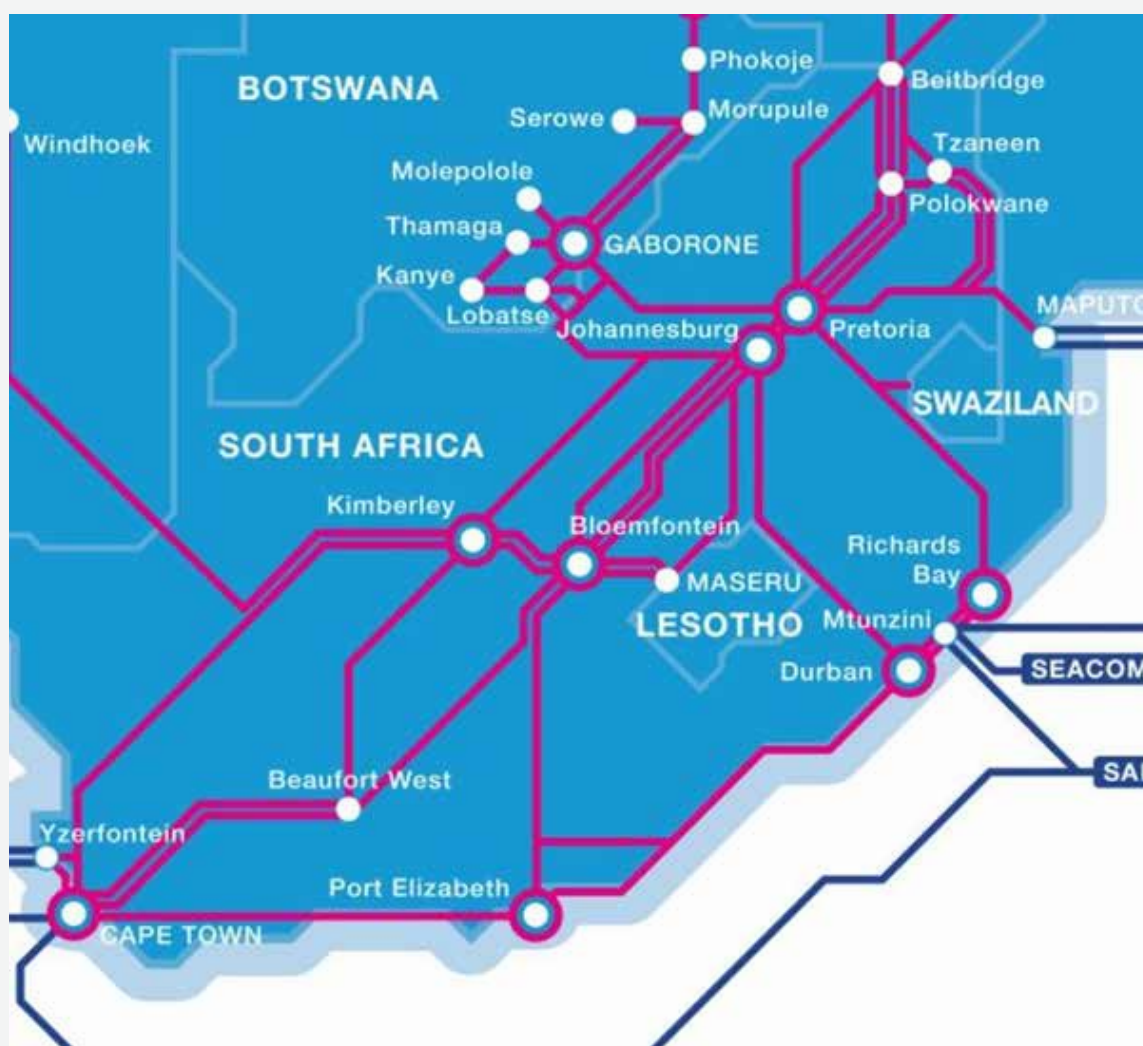 Phokoje
BOTSWANA
Beitbridge
Serowe
Morupule
Windhoek
Tzaneen
Molepolole
Polokwane
Thamaga
GABORONE
Kanye
Lobatse
MAPUTO
Johannesburg
Pretoria
SWAZILAND
SOUTH AFRICA
Kimberley
Bloemfontein
Richards
Bay
MASERU
Mtunzini
LESOTHO
Durban
SEACOM
Beaufort West
Yzerfontein
Port Elizabeth
CAPE TOWN